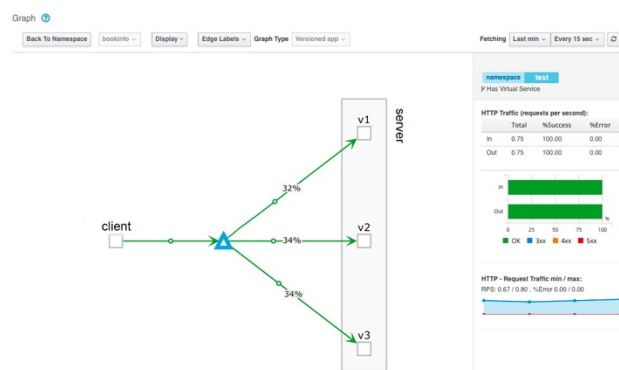 Graph
Back To Namespace bookinfo Display Edge Labels Graph Type Versioned app Fetching Last min Every 15 sec
client
32%
34%
34%
v1
v2
v3
server
namespace test
Has Virtual Service
HTTP Traffic (requests per second):
Total %Success %Error
In 0.75 100.00 0.00
Out 0.75 100.00 0.00
In
Out
0 25 50 75 100
%
OK 3xx 4xx 5xx
HTTP - Request Traffic min / max:
RPS: 0.67 / 0.80 , %Error 0.00 / 0.00